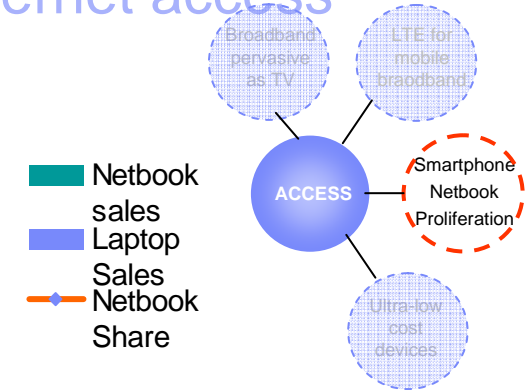 ernet access
Broadband
pervasive
as TV
LTE for
mobile
braodband
ACCESS
Smartphone
Netbook
Proliferation
Ultra-low
cost
devices
Netbook
sales
Laptop
Sales
Netbook
Share